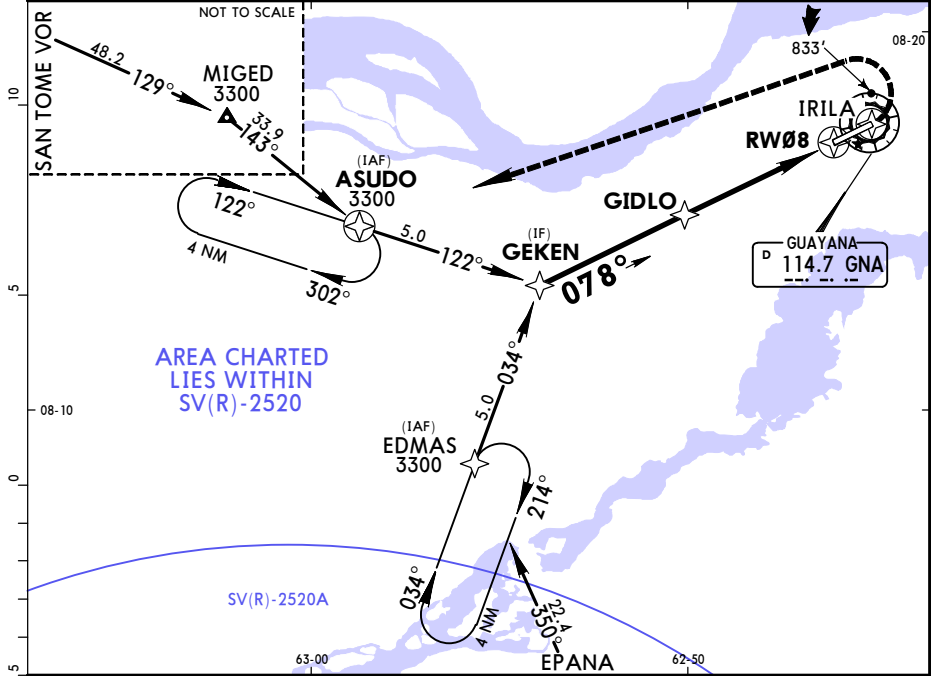 NOT TO SCALE
SAN TOME VOR
48.2
129°
MIGED
3300
33.9
143°
833'
08-20
10
IRILA
RWØ8
(IAF)
ASUDO
3300
122°
4 NM
302°
5.0
122°
(IF)
GEKEN
GIDLO
078°
GUAYANA
D 114.7 GNA
5
AREA CHARTED
LIES WITHIN
SV(R)-2520
034°
5.0
08-10
(IAF)
EDMAS
3300
0
214°
034°
4 NM
SV(R)-2520A
22.4
350°
EPANA
5
63-00
62-50